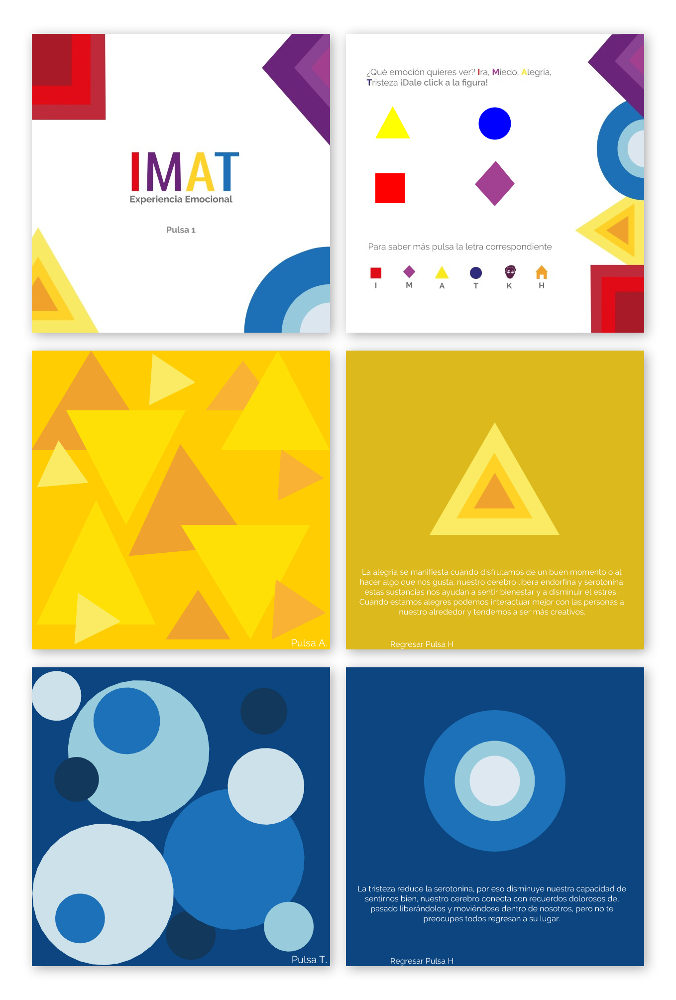 IMAT
Experiencia Emocional
Pulsa 1
¿Qué emoción quieres ver? Ira, Miedo, Alegría,
Tristeza ¡Dale click a la figura!
Para saber más pulsa la letra correspondiente
I M A T K H
Pulsa A.
La alegría se manifiesta cuando disfrutamos de un buen momento o al
hacer algo que nos gusta, nuestro cerebro libera endorfina y serotonina,
estas sustancias nos ayudan a sentir bienestar y a disminuir el estrés .
Cuando estamos alegres podemos interactuar mejor con las personas a
nuestro alrededor y tendemos a ser más creativos.
Regresar Pulsa H
Pulsa T.
La tristeza reduce la serotonina, por eso disminuye nuestra capacidad de
sentirnos bien, nuestro cerebro conecta con recuerdos dolorosos del
pasado liberándolos y moviéndose dentro de nosotros, pero no te
preocupes todos regresan a su lugar.
Regresar Pulsa H